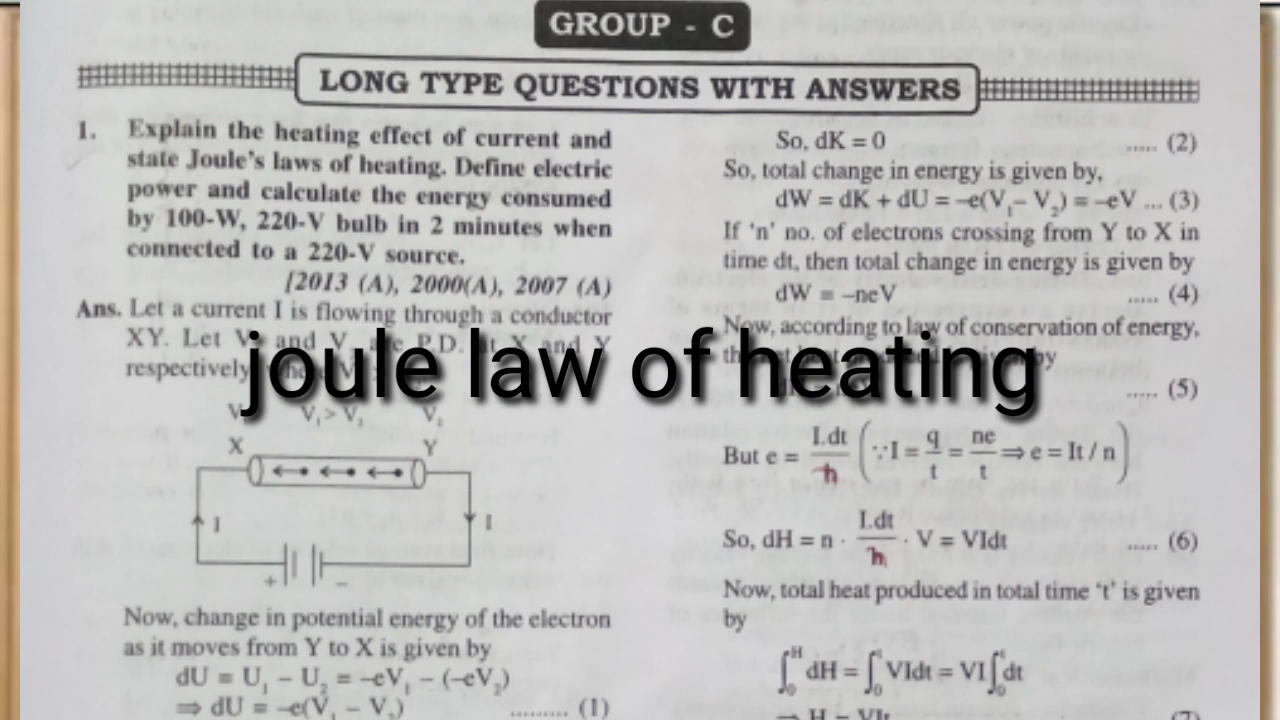 GROUP - C
LONG TYPE QUESTIONS WITH ANSWERS
1. Explain the heating effect of current and
state Joule's laws of heating. Define electric
power and calculate the energy consumed
by 100-W, 220-V bulb in 2 minutes when
connected to a 220-V source.
[2013 (A), 2000(A), 2007 (A)
Ans. Let a current I is flowing through a conductor
XY. Let V and V P.D. X and Y
respectively
joule law of heating
V₁ > V₂ V₂
X Y
I I
+ −
Now, change in potential energy of the electron
as it moves from Y to X is given by
dU = U₁ − U₂ = −eV₁ − (−eV₂)
⇒ dU = −e(V₁ − V₂) ......... (1)
So, dK = 0 ..... (2)
So, total change in energy is given by,
dW = dK + dU = −e(V₁− V₂) = −eV ... (3)
If 'n' no. of electrons crossing from Y to X in
time dt, then total change in energy is given by
dW = −neV ..... (4)
Now, according to law of conservation of energy,
by
..... (5)
But e = I.dt/n (∵I = q/t = ne/t ⇒ e = It / n)
So, dH = n · I.dt/n · V = VIdt ..... (6)
Now, total heat produced in total time 't' is given
by
∫₀ᴴ dH = ∫₀ᵗ VIdt = VI∫₀ᵗ dt
⇒ H = VIt ..... (7)